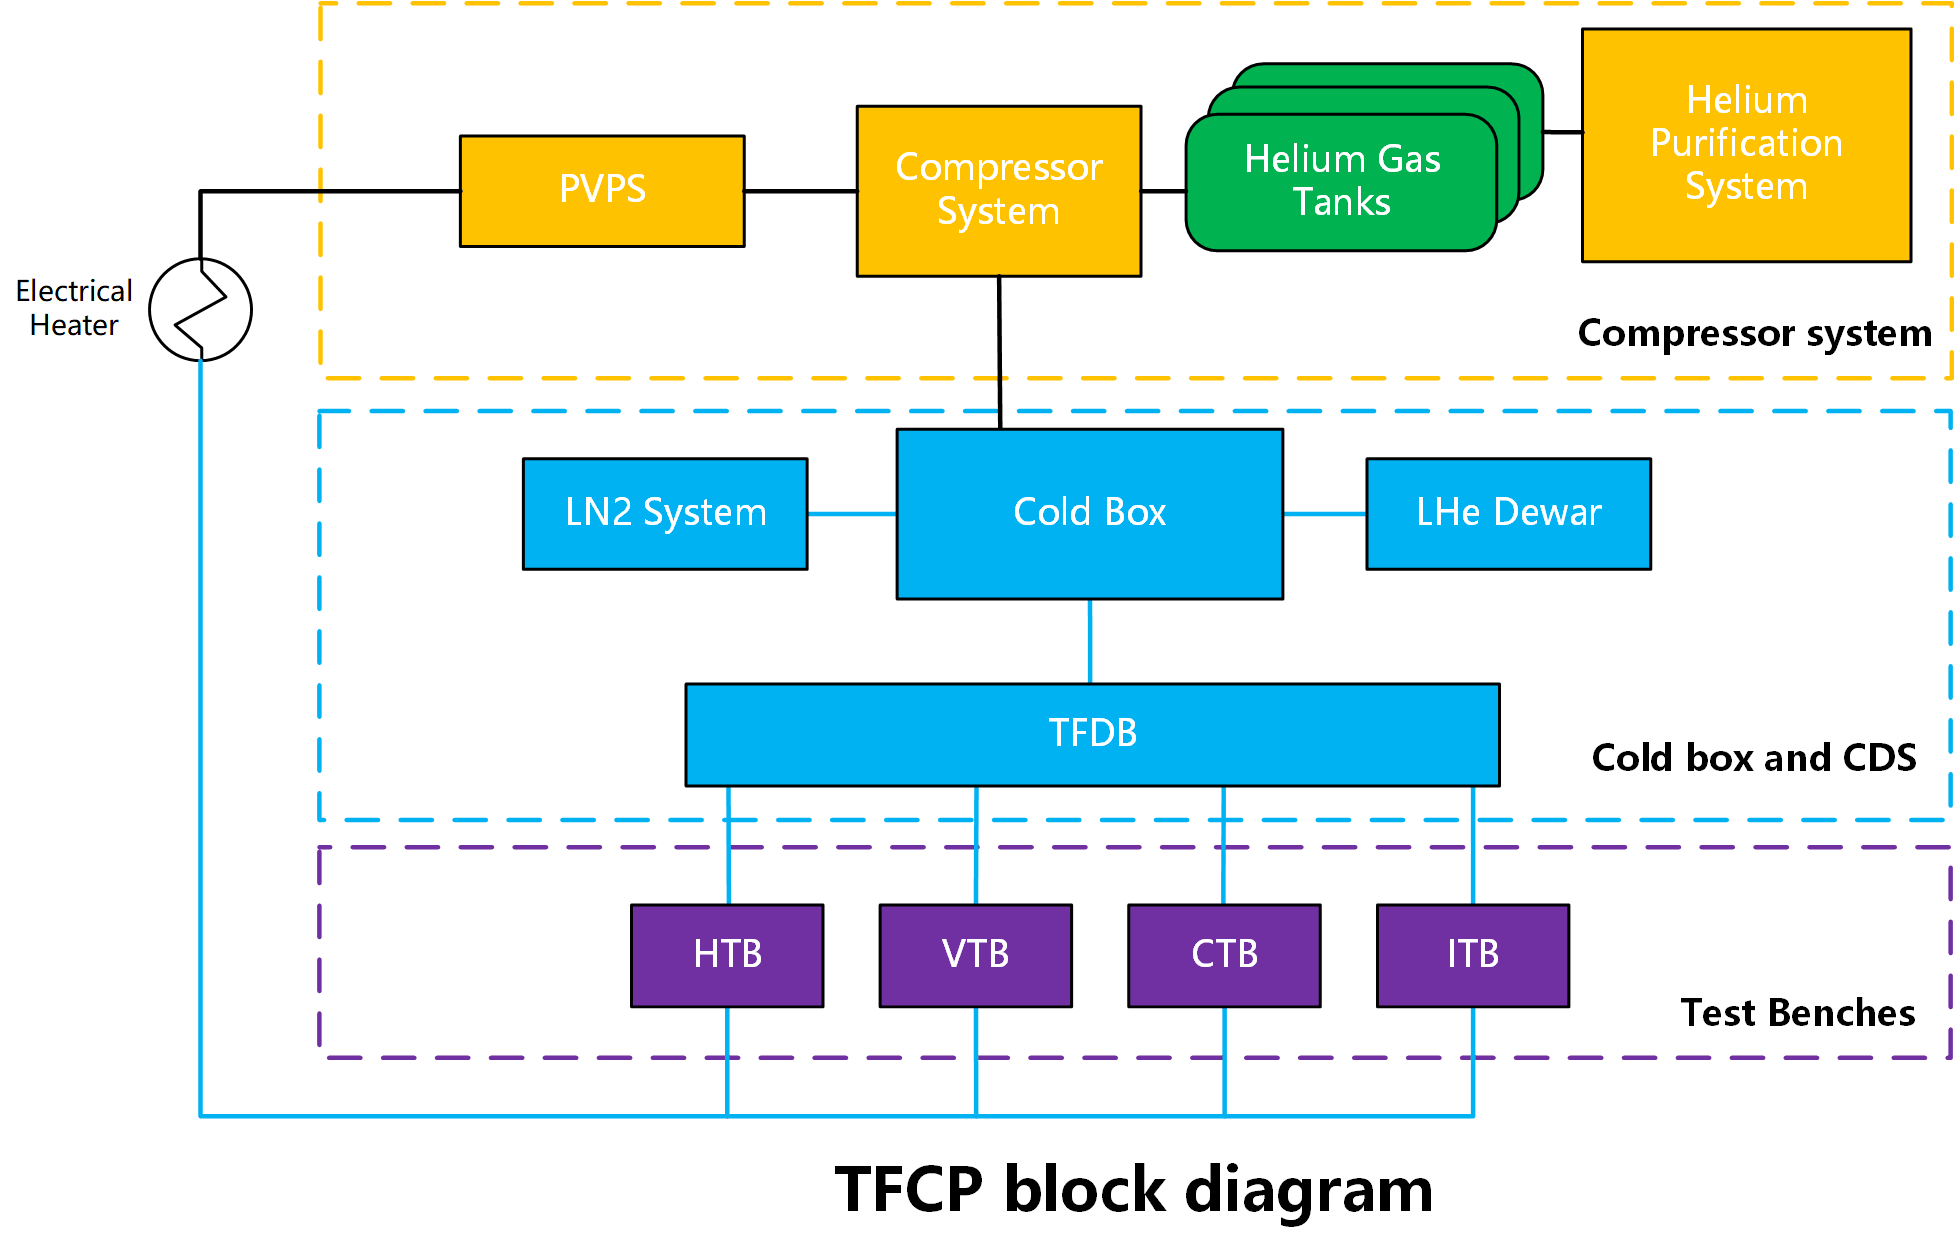 Helium
Purification
System
Helium Gas
Tanks
Compressor
System
PVPS
Electrical
Heater
Compressor system
LN2 System
Cold Box
LHe Dewar
TFDB
Cold box and CDS
HTB
VTB
CTB
ITB
Test Benches
TFCP block diagram